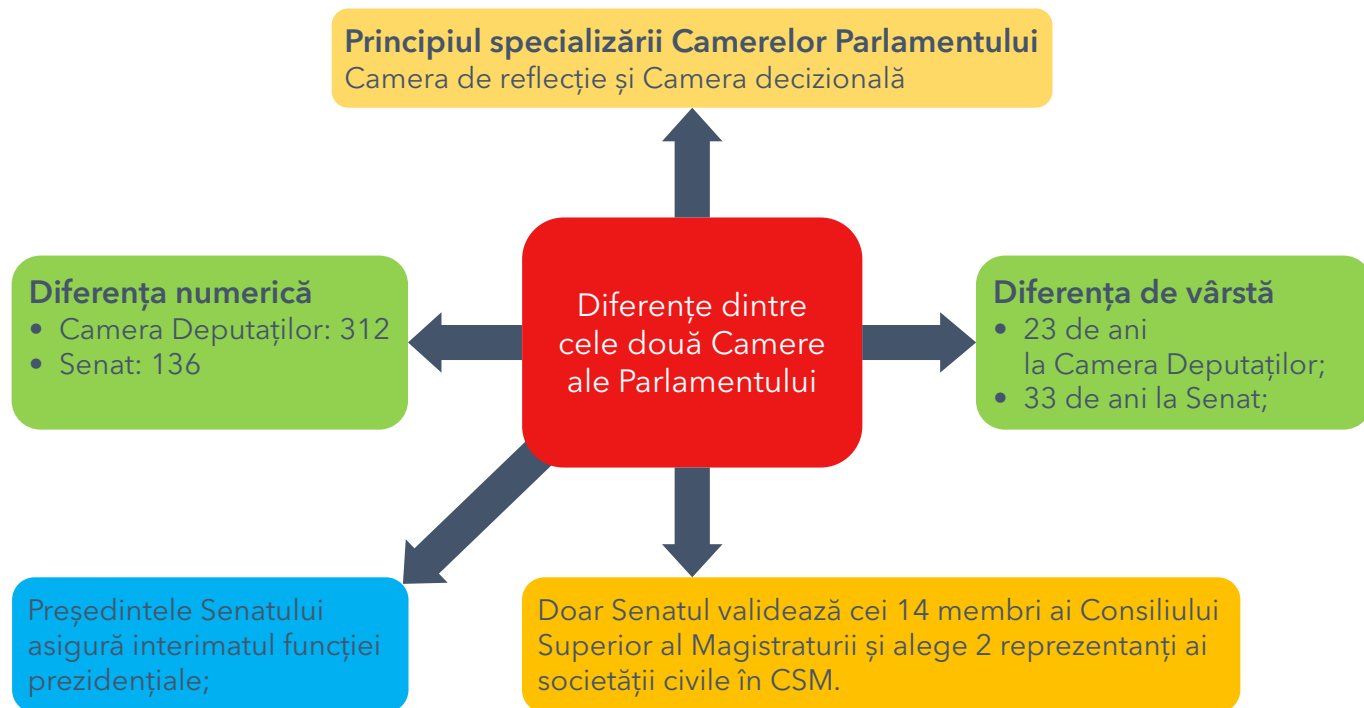 Principiul specializării Camerelor Parlamentului
Camera de reflecție și Camera decizională
Diferența numerică
• Camera Deputaților: 312
• Senat: 136
Diferențe dintre
cele două Camere
ale Parlamentului
Diferența de vârstă
• 23 de ani
la Camera Deputaților;
• 33 de ani la Senat;
Președintele Senatului
asigură interimatul funcției
prezidențiale;
Doar Senatul validează cei 14 membri ai Consiliului
Superior al Magistraturii și alege 2 reprezentanți ai
societății civile în CSM.